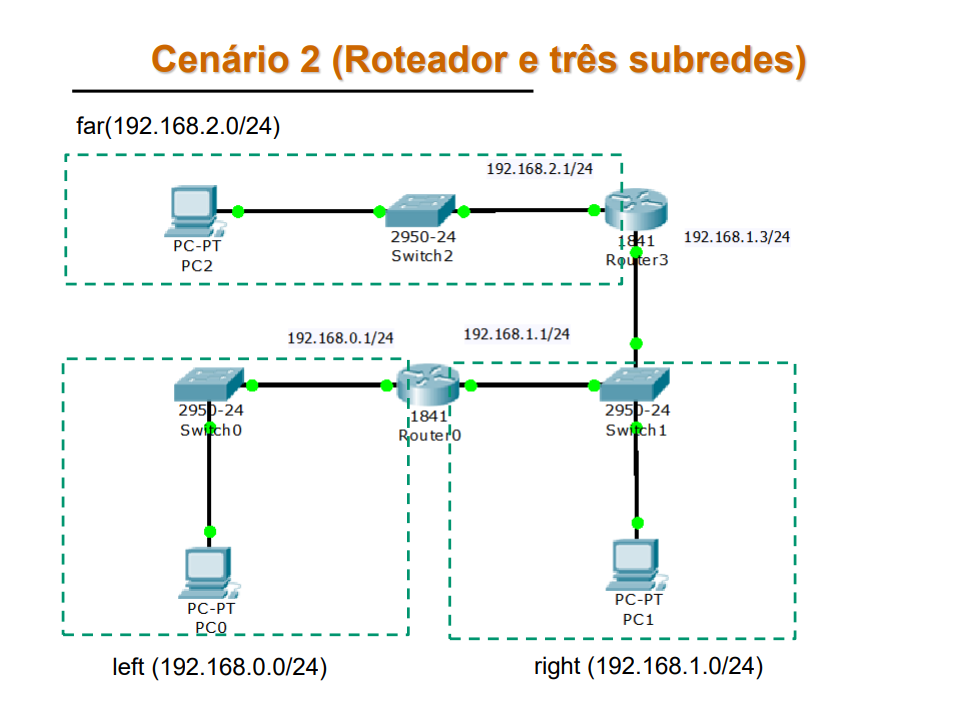 Cenário 2 (Roteador e três subredes)
far(192.168.2.0/24)
192.168.2.1/24
PC-PT
PC2
2950-24
Switch2
1841
Router3
192.168.1.3/24
192.168.0.1/24
192.168.1.1/24
2950-24
Switch0
1841
Router0
2950-24
Switch1
PC-PT
PC0
PC-PT
PC1
left (192.168.0.0/24)
right (192.168.1.0/24)